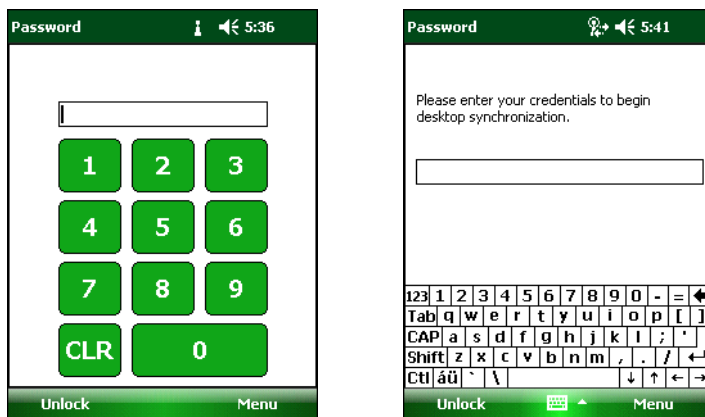 Password 5:36
1 2 3
4 5 6
7 8 9
CLR 0
Unlock Menu
Password 5:41
Please enter your credentials to begin
desktop synchronization.
123 1 2 3 4 5 6 7 8 9 0 - =
Tab q w e r t y u i o p [ ]
CAP a s d f g h j k l ; '
Shift z x c v b n m , . /
Ctl áü ` \
Unlock Menu